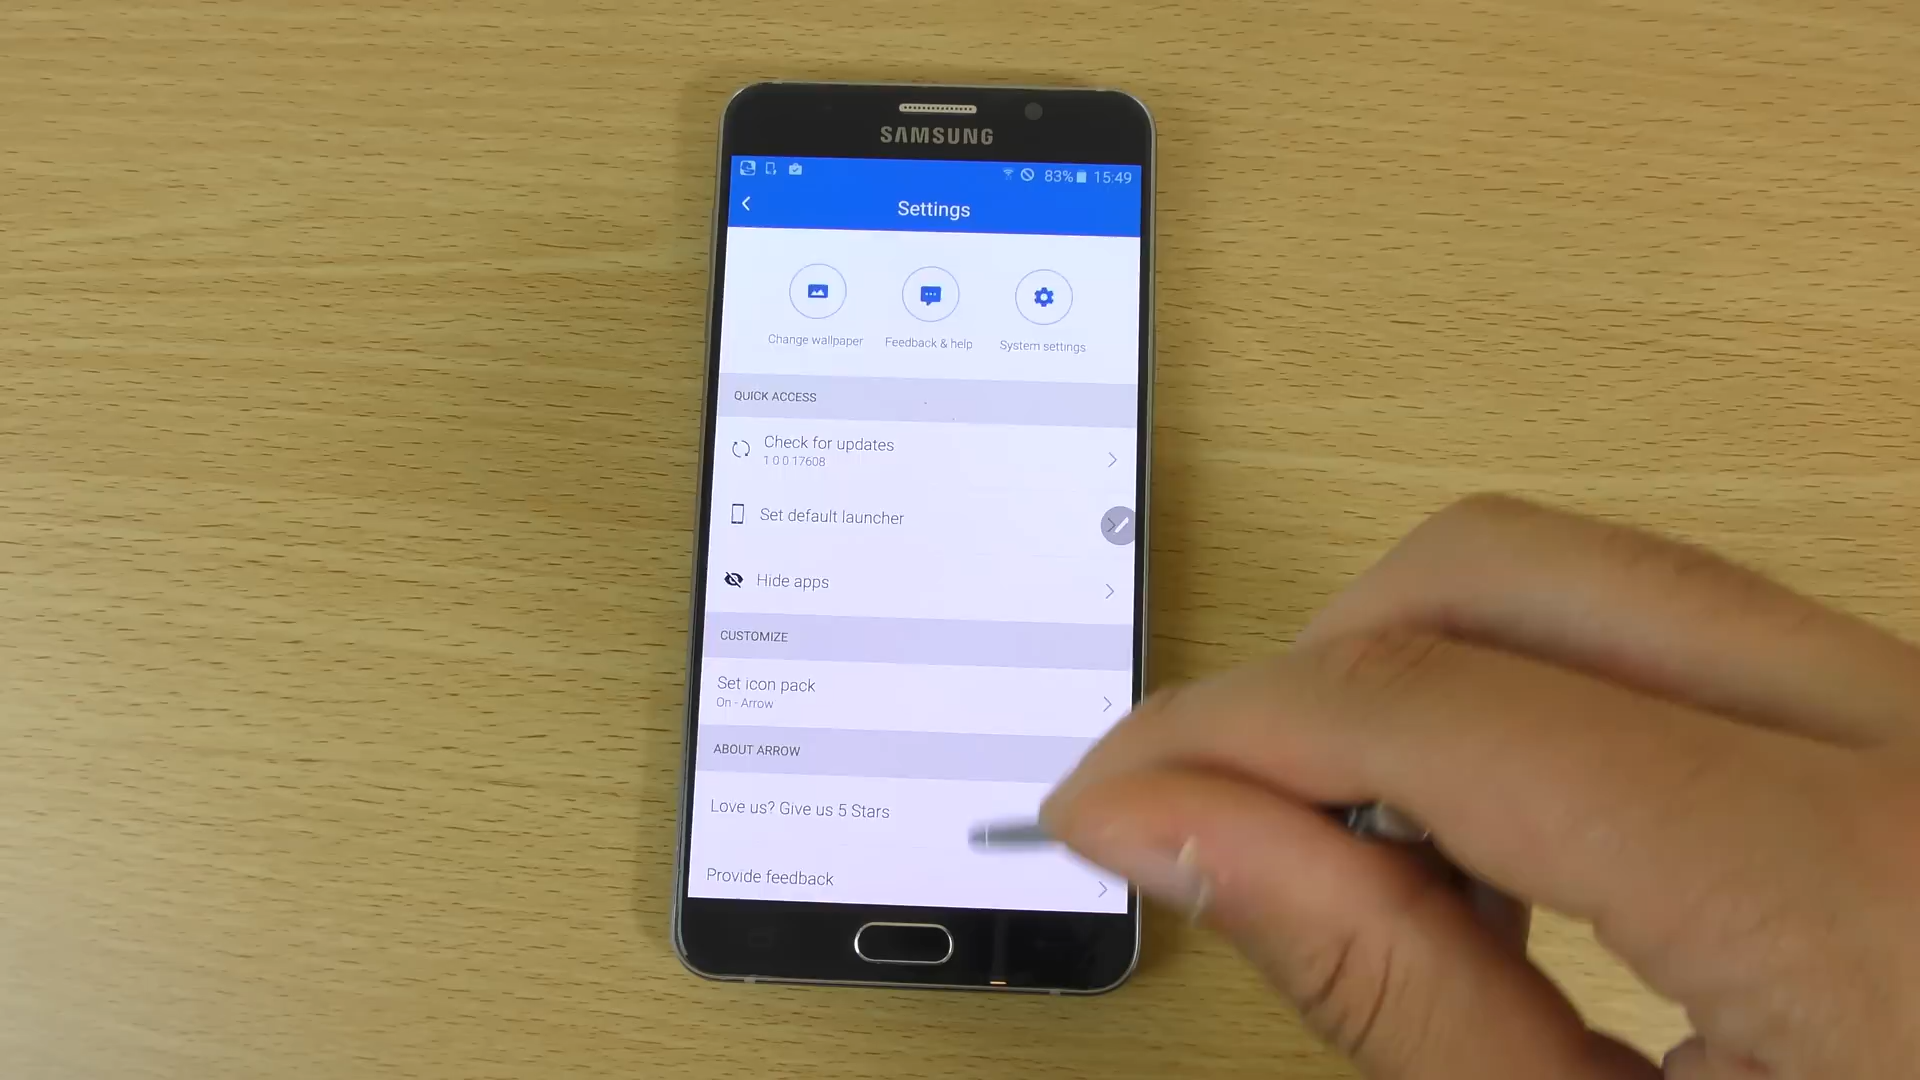 SAMSUNG
83% 15:49
Settings
Change wallpaper
Feedback & help
System settings
QUICK ACCESS
Check for updates
1 0 0 17608
Set default launcher
Hide apps
CUSTOMIZE
Set icon pack
On - Arrow
ABOUT ARROW
Love us? Give us 5 Stars
Provide feedback